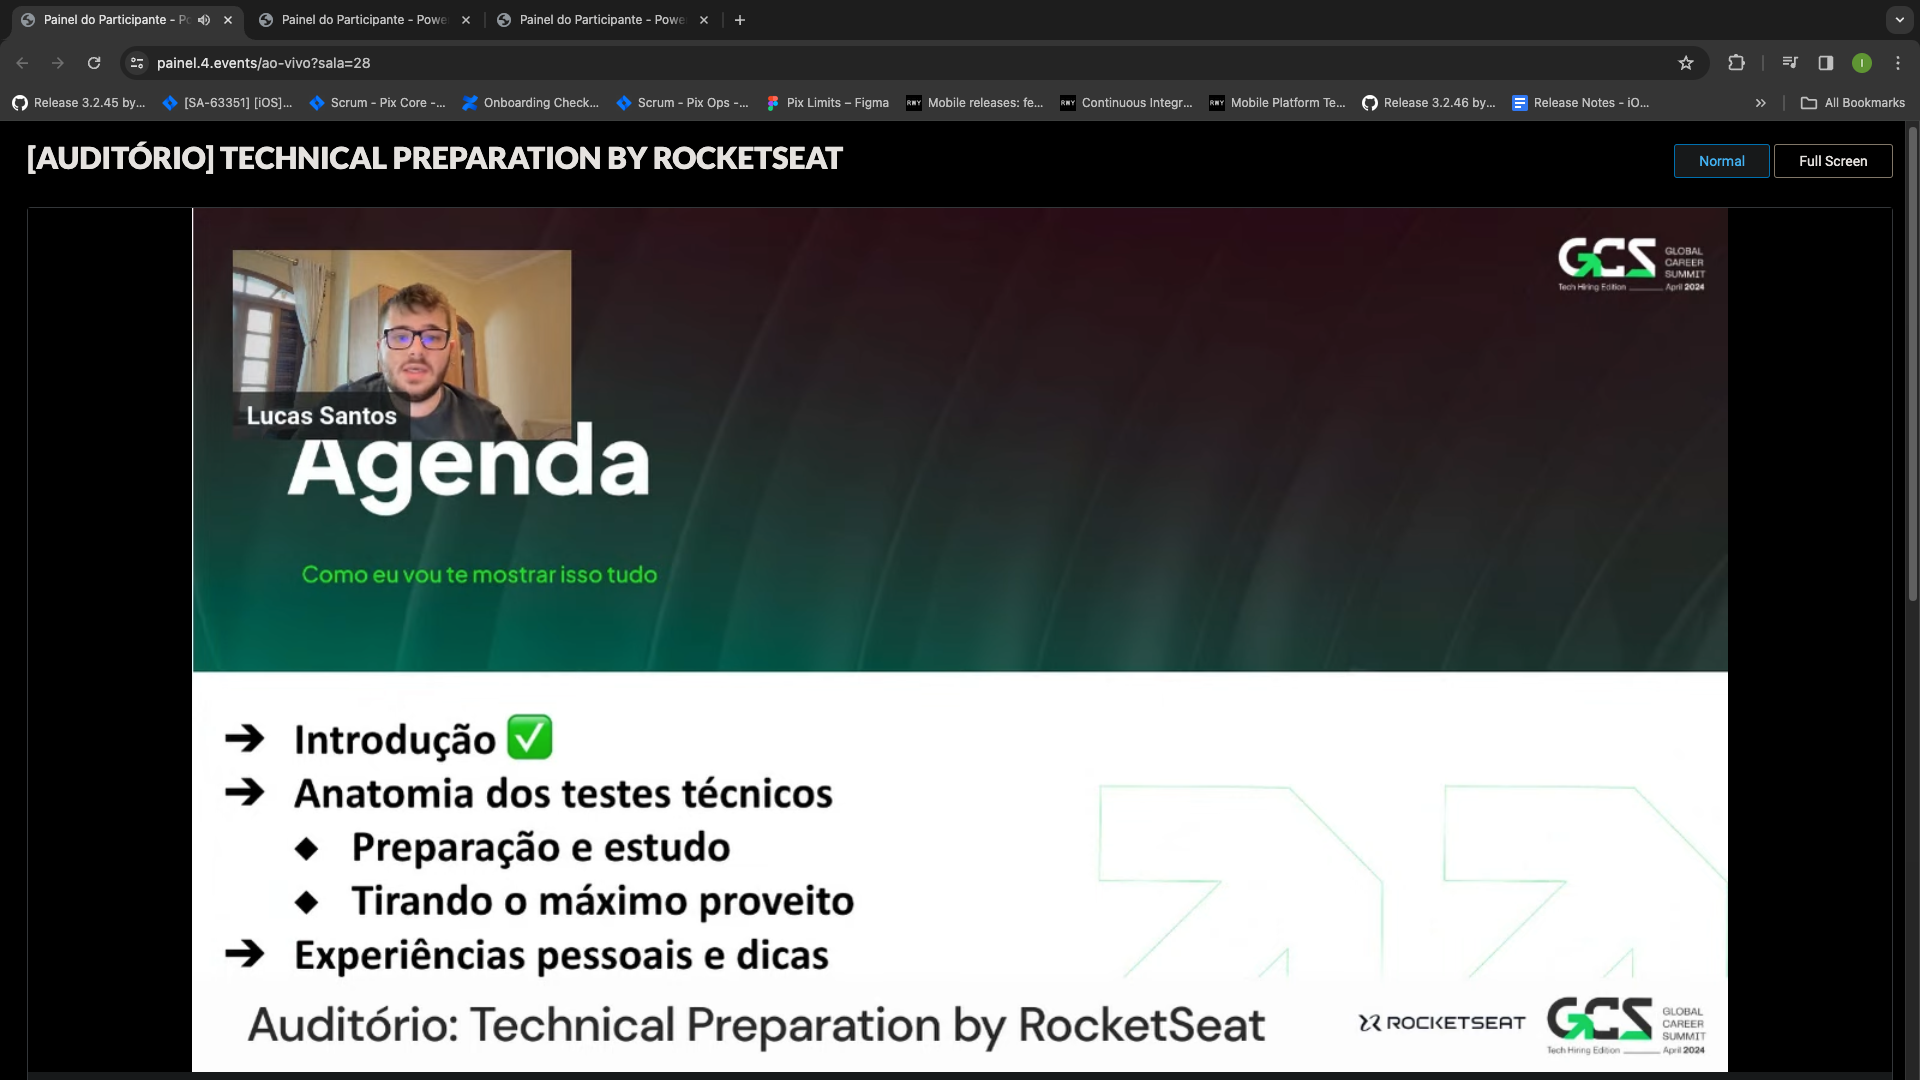 Painel do Participante - Po
Painel do Participante - Powe
Painel do Participante - Powe
painel.4.events/ao-vivo?sala=28
I
Release 3.2.45 by...
[SA-63351] [iOS]...
Scrum - Pix Core -...
Onboarding Check...
Scrum - Pix Ops -...
Pix Limits – Figma
RWY
Mobile releases: fe...
RWY
Continuous Integr...
RWY
Mobile Platform Te...
Release 3.2.46 by...
Release Notes - iO...
All Bookmarks
[AUDITÓRIO] TECHNICAL PREPARATION BY ROCKETSEAT
Normal
Full Screen
GCS
GLOBAL
CAREER
SUMMIT
Tech Hiring Edition
April 2024
Lucas Santos
Agenda
Como eu vou te mostrar isso tudo
➔ Introdução ✅
➔ Anatomia dos testes técnicos
◆ Preparação e estudo
◆ Tirando o máximo proveito
➔ Experiências pessoais e dicas
Auditório: Technical Preparation by RocketSeat
ROCKETSEAT
GCS
GLOBAL
CAREER
SUMMIT
Tech Hiring Edition
April 2024